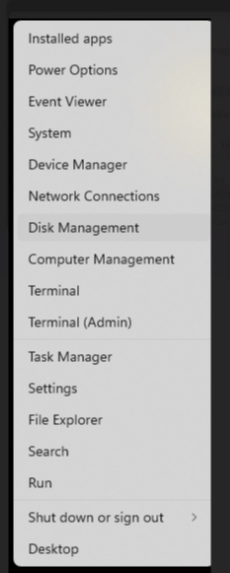 Installed apps
Power Options
Event Viewer
System
Device Manager
Network Connections
Disk Management
Computer Management
Terminal
Terminal (Admin)
Task Manager
Settings
File Explorer
Search
Run
Shut down or sign out
Desktop